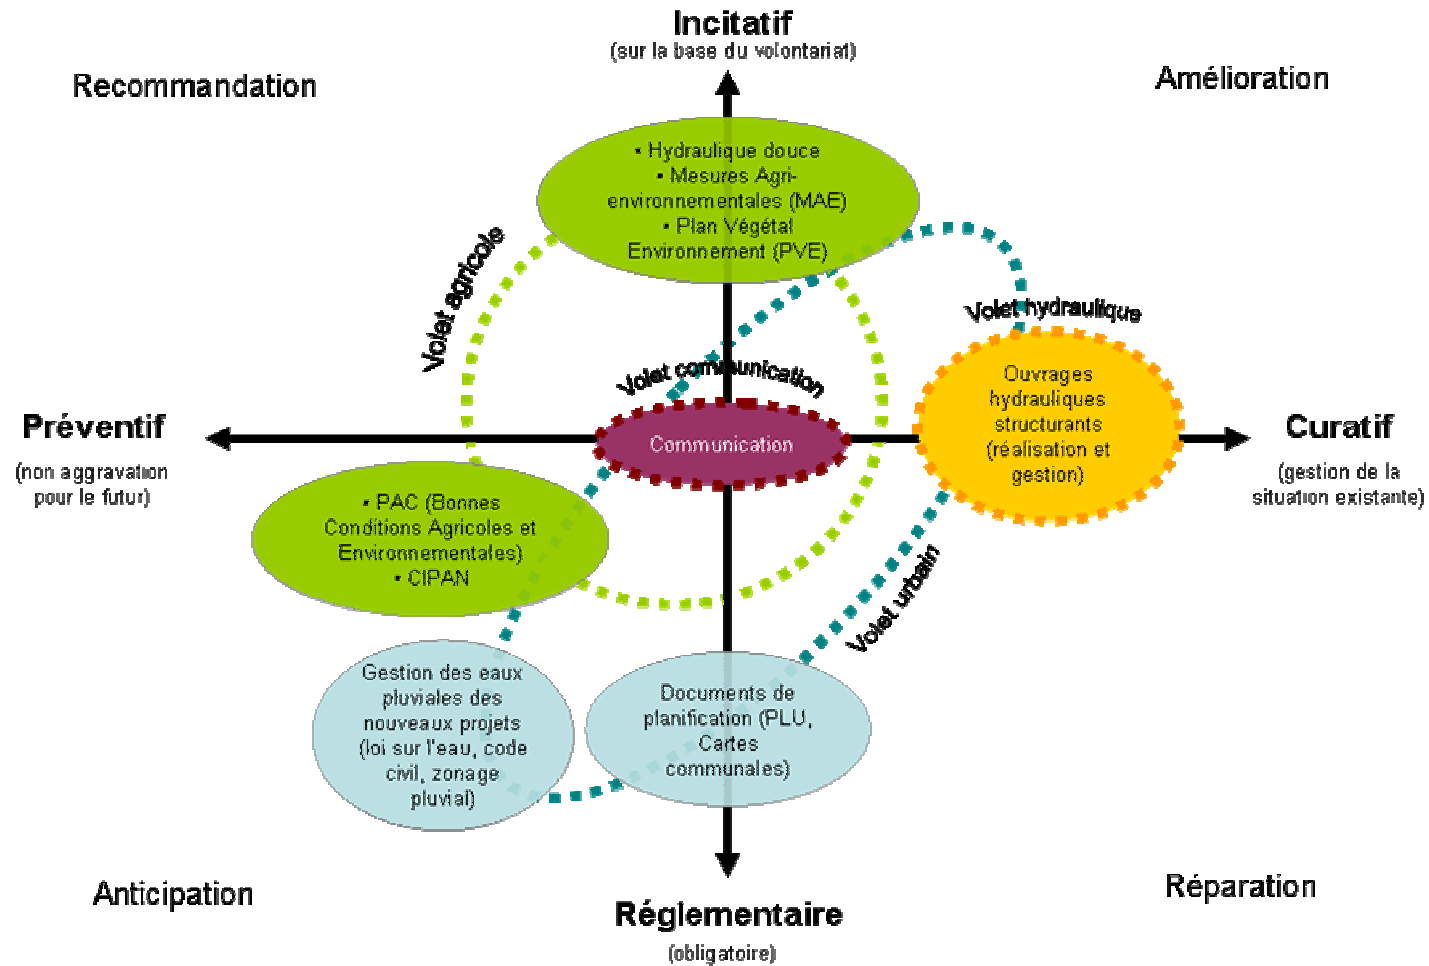 Incitatif
(sur la base du volontariat)
Recommandation
Amélioration
▪ Hydraulique douce
▪ Mesures Agri-
environnementales (MAE)
▪ Plan Végétal
Environnement (PVE)
Volet agricole
Volet hydraulique
Volet communication
Ouvrages
hydrauliques
structurants
(réalisation et
gestion)
Préventif
(non aggravation
pour le futur)
Communication
Curatif
(gestion de la
situation existante)
▪ PAC (Bonnes
Conditions Agricoles et
Environnementales)
▪ CIPAN
Volet urbain
Gestion des eaux
pluviales des
nouveaux projets
(loi sur l'eau, code
civil, zonage
pluvial)
Documents de
planification (PLU,
Cartes
communales)
Anticipation
Réparation
Réglementaire
(obligatoire)